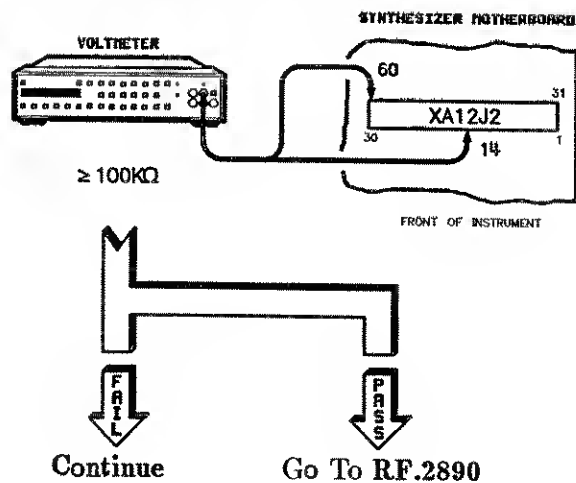 SYNTHESIZER MOTHERBOARD
VOLTMETER
60
31
XA12J2
30
14
1
≥ 100KΩ
FRONT OF INSTRUMENT
FAIL
PASS
Continue
Go To RF.2890